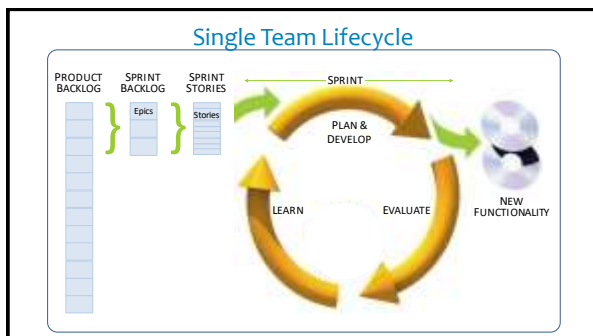 Single Team Lifecycle
PRODUCT
BACKLOG
SPRINT
BACKLOG
SPRINT
STORIES
SPRINT
Epics
Stories
PLAN &
DEVELOP
LEARN
EVALUATE
NEW
FUNCTIONALITY